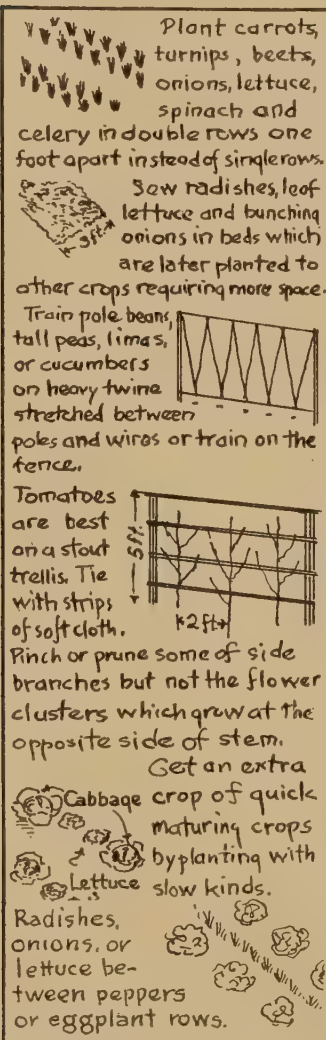 Plant carrots,
turnips, beets,
onions, lettuce,
spinach and
celery in double rows one
foot apart instead of single rows.
Sow radishes, leaf
lettuce and bunching
onions in beds which
are later planted to
other crops requiring more space.
3ft
Train pole beans,
tall peas, limas,
or cucumbers
on heavy twine
stretched between
poles and wires or train on the
fence.
Tomatoes
are best
on a stout
trellis. Tie
with strips
of soft cloth.
5ft.
2ft
Pinch or prune some of side
branches but not the flower
clusters which grow at the
opposite side of stem.
Get an extra
crop of quick
maturing crops
by planting with
slow kinds.
Cabbage
Lettuce
Radishes,
onions, or
lettuce be-
tween peppers
or eggplant rows.